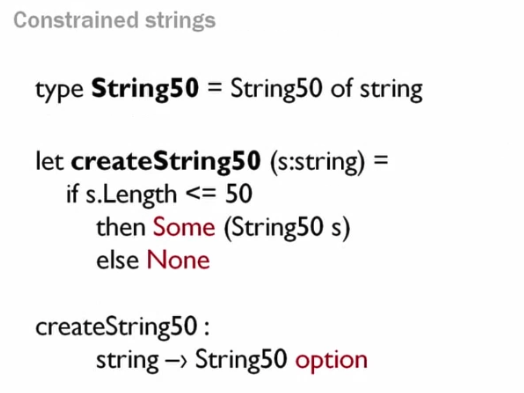 Constrained strings
type String50 = String50 of string
let createString50 (s:string) =
if s.Length <= 50
then Some (String50 s)
else None
createString50 :
string –> String50 option